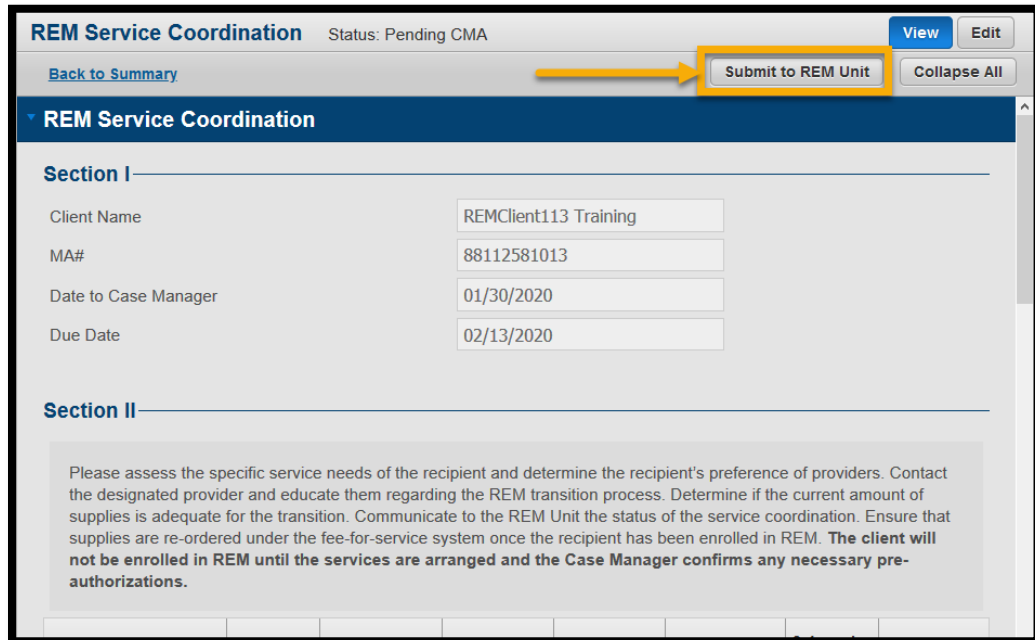 REM Service Coordination Status: Pending CMA View Edit
Back to Summary Submit to REM Unit Collapse All
REM Service Coordination
Section I
Client Name REMClient113 Training
MA# 88112581013
Date to Case Manager 01/30/2020
Due Date 02/13/2020
Section II
Please assess the specific service needs of the recipient and determine the recipient's preference of providers. Contact
the designated provider and educate them regarding the REM transition process. Determine if the current amount of
supplies is adequate for the transition. Communicate to the REM Unit the status of the service coordination. Ensure that
supplies are re-ordered under the fee-for-service system once the recipient has been enrolled in REM. The client will
not be enrolled in REM until the services are arranged and the Case Manager confirms any necessary pre-
authorizations.